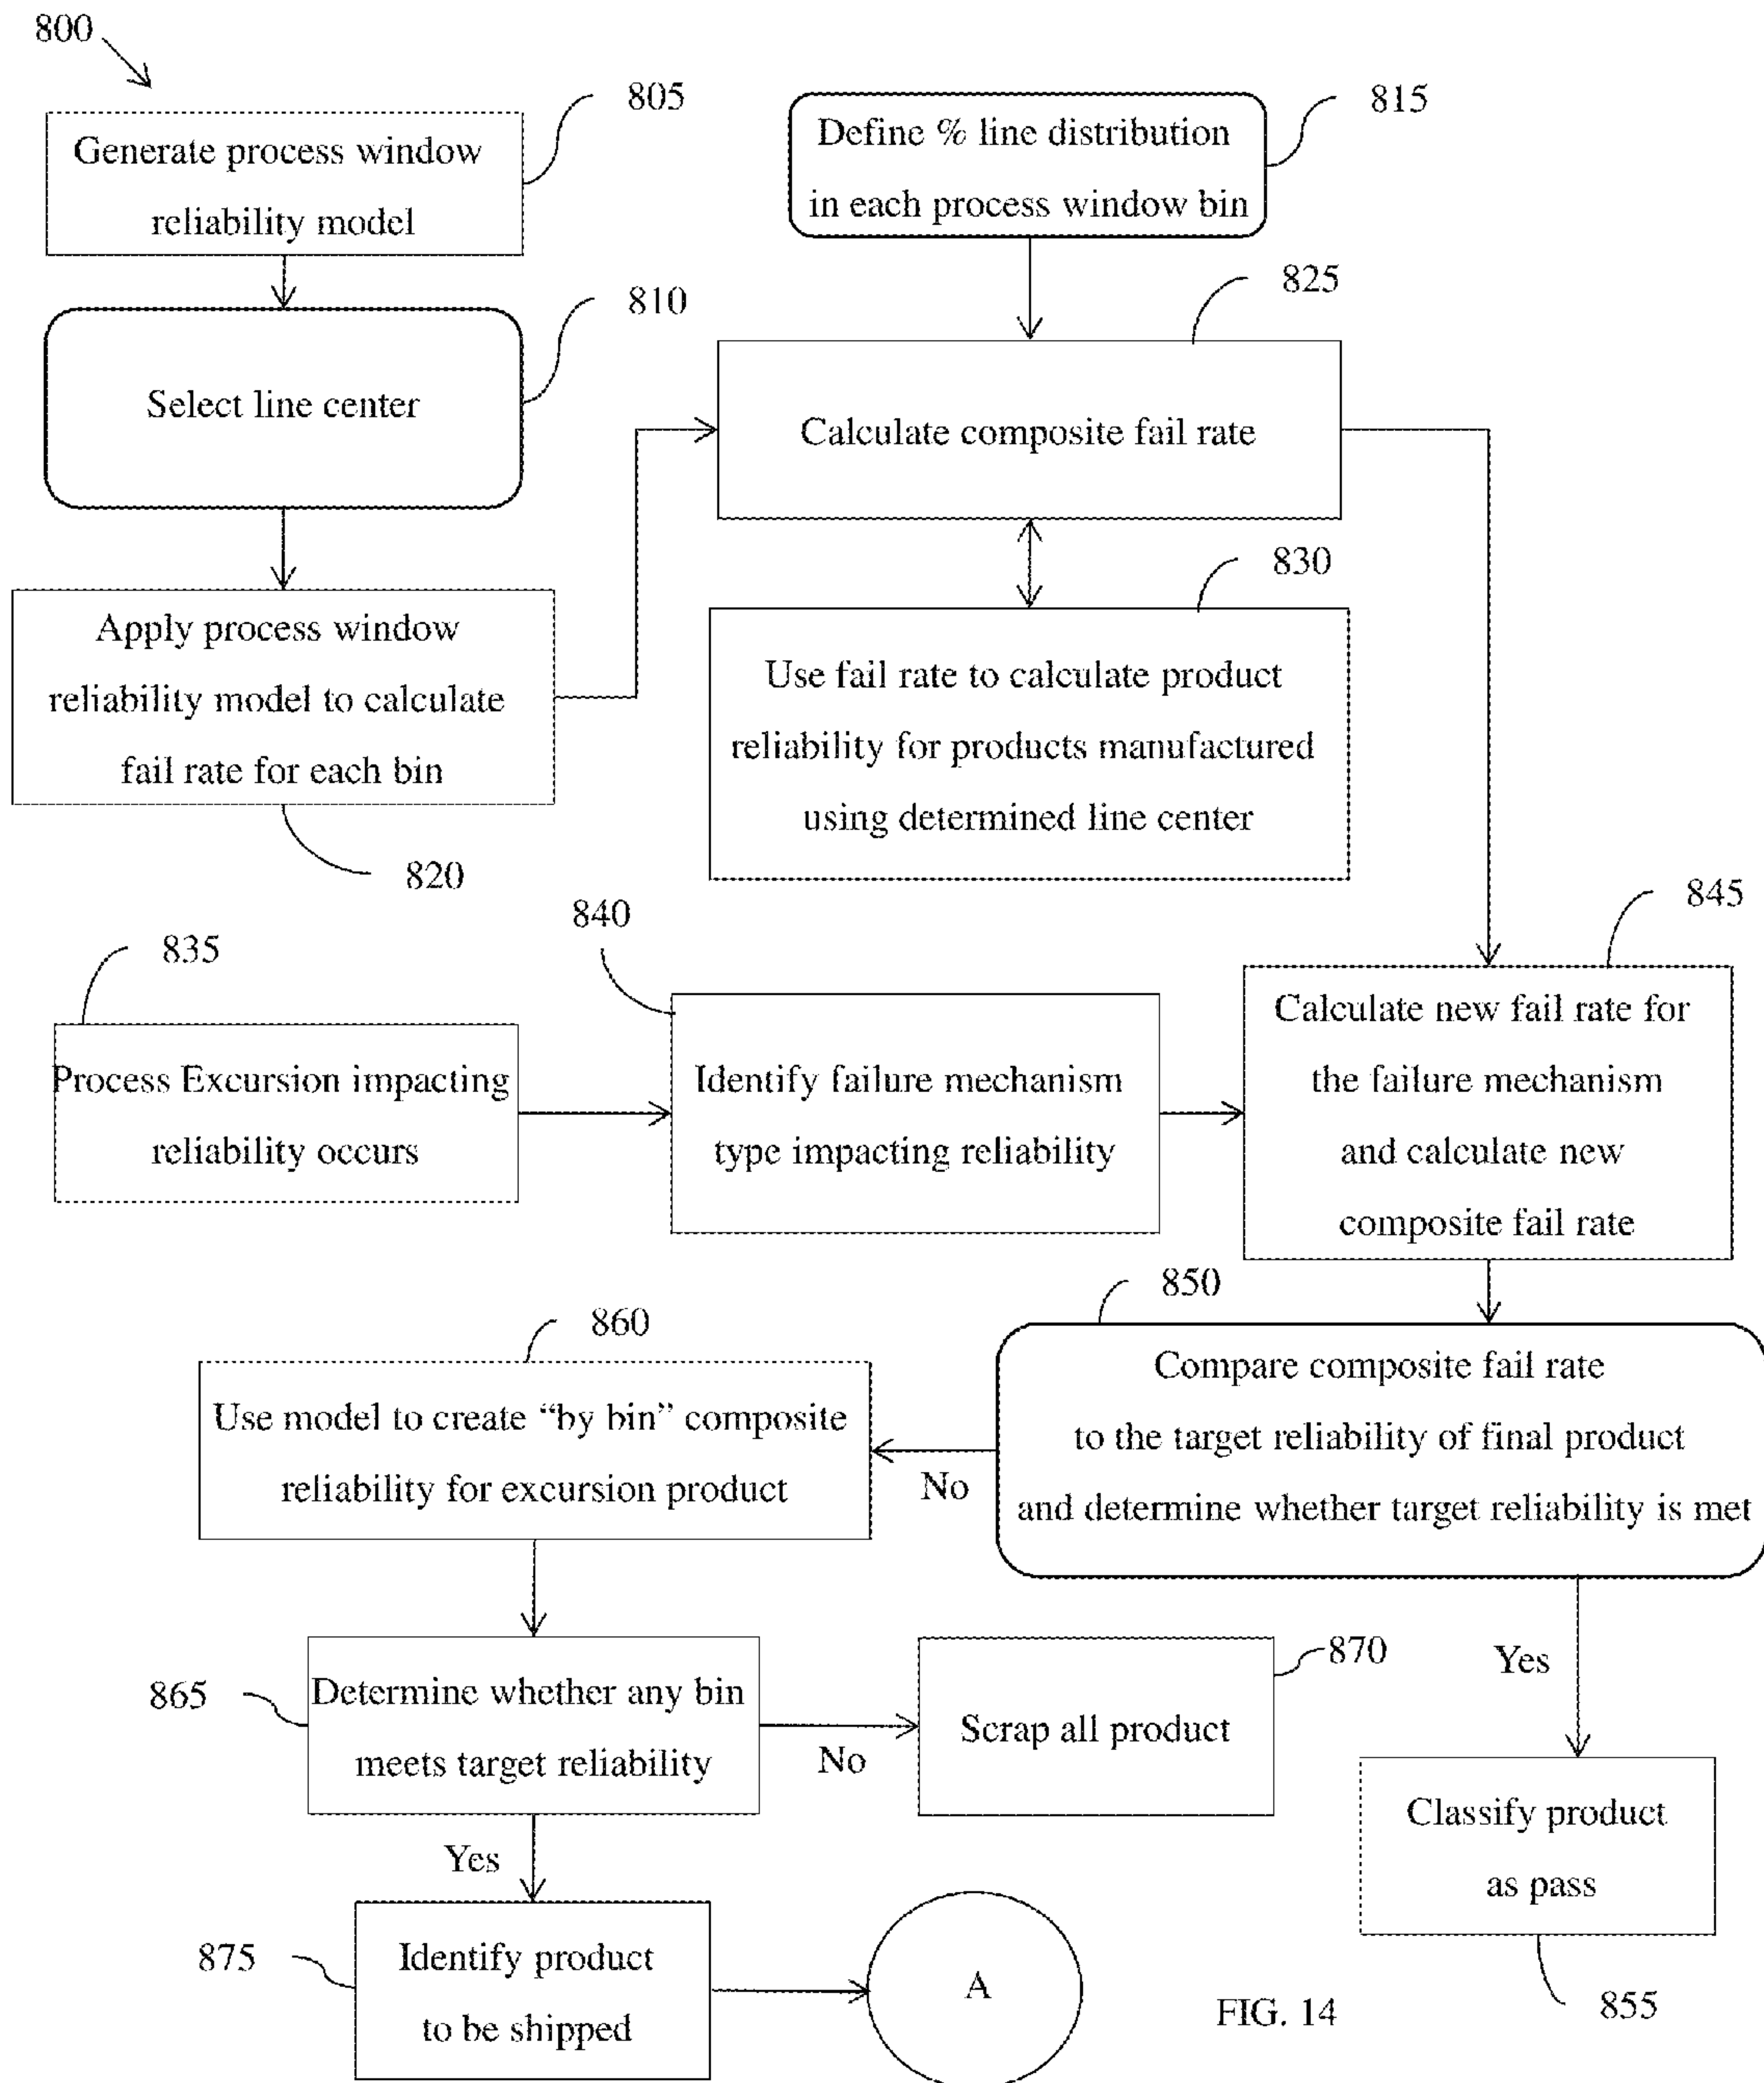 800
805
Generate process window
reliability model
815
Define % line distribution
in each process window bin
810
Select line center
825
Calculate composite fail rate
Apply process window
reliability model to calculate
fail rate for each bin
820
830
Use fail rate to calculate product
reliability for products manufactured
using determined line center
835
Process Excursion impacting
reliability occurs
840
Identify failure mechanism
type impacting reliability
845
Calculate new fail rate for
the failure mechanism
and calculate new
composite fail rate
850
Compare composite fail rate
to the target reliability of final product
and determine whether target reliability is met
No
860
Use model to create “by bin” composite
reliability for excursion product
865
Determine whether any bin
meets target reliability
No
870
Scrap all product
Yes
Classify product
as pass
855
Yes
875
Identify product
to be shipped
A
FIG. 14